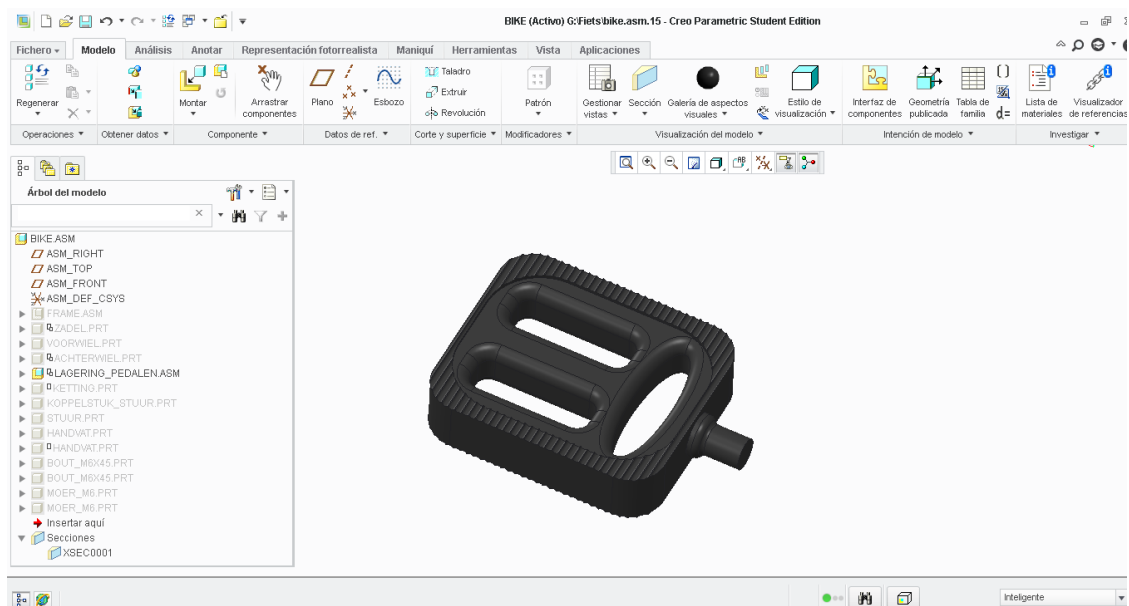 BIKE (Activo) G:\Fiets\bike.asm.15 - Creo Parametric Student Edition
Fichero Modelo Análisis Anotar Representación fotorrealista Maniquí Herramientas Vista Aplicaciones
Regenerar
Montar
Arrastrar
componentes
Plano
Esbozo
Taladro
Extruir
Revolución
Patrón
Gestionar
vistas
Sección
Galería de aspectos
visuales
Estilo de
visualización
Interfaz de
componentes
Geometría
publicada
Tabla de
familia
d=
Lista de
materiales
Visualizador
de referencias
Operaciones Obtener datos Componente Datos de ref. Corte y superficie Modificadores Visualización del modelo Intención de modelo Investigar
Árbol del modelo
BIKE.ASM
ASM_RIGHT
ASM_TOP
ASM_FRONT
ASM_DEF_CSYS
FRAME.ASM
ZADEL.PRT
VOORWIEL.PRT
ACHTERWIEL.PRT
LAGERING_PEDALEN.ASM
KETTING.PRT
KOPPELSTUK_STUUR.PRT
STUUR.PRT
HANDVAT.PRT
HANDVAT.PRT
BOUT_M6X45.PRT
BOUT_M6X45.PRT
MOER_M6.PRT
MOER_M6.PRT
Insertar aquí
Secciones
XSEC0001
Inteligente